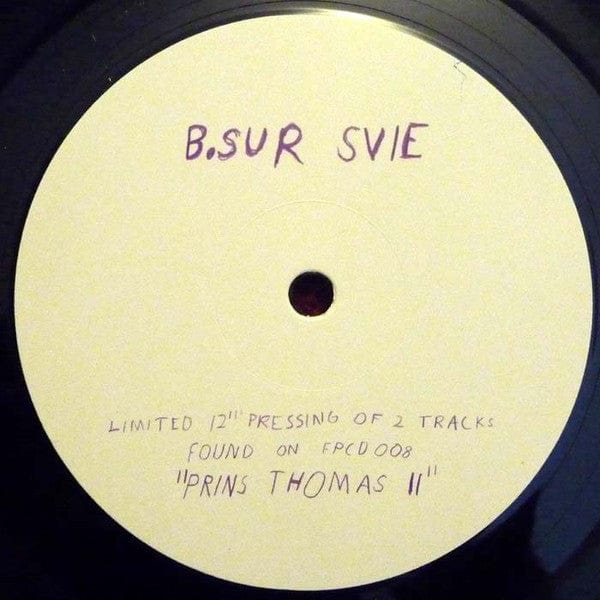 B.SUR SVIE
LIMITED 12''' PRESSING OF 2 TRACKS
FOUND ON FPCD008
"PRINS THOMAS II"